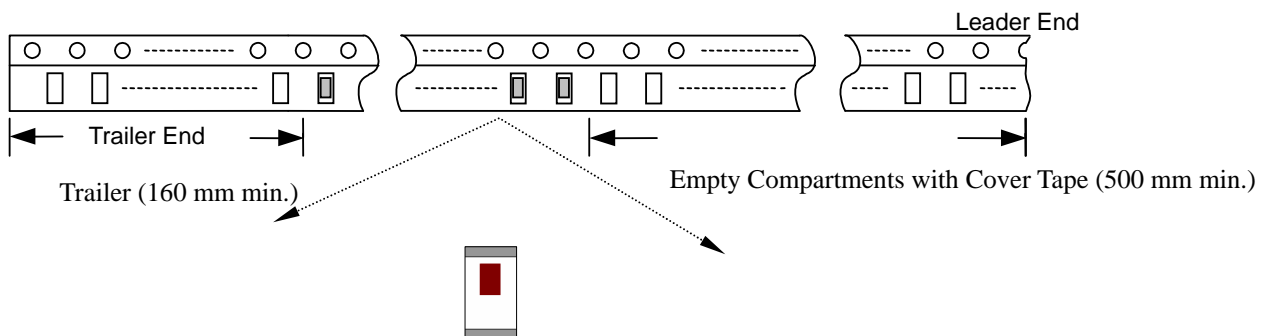 Leader End
Trailer End
Trailer (160 mm min.)
Empty Compartments with Cover Tape (500 mm min.)